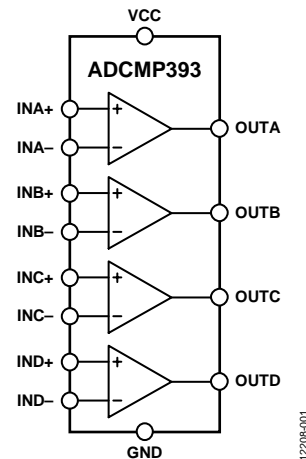 VCC
ADCMP393
INA+
+
OUTA
INA–
–
INB+
+
OUTB
INB–
–
INC+
+
OUTC
INC–
–
IND+
+
OUTD
IND–
–
GND
12208-001